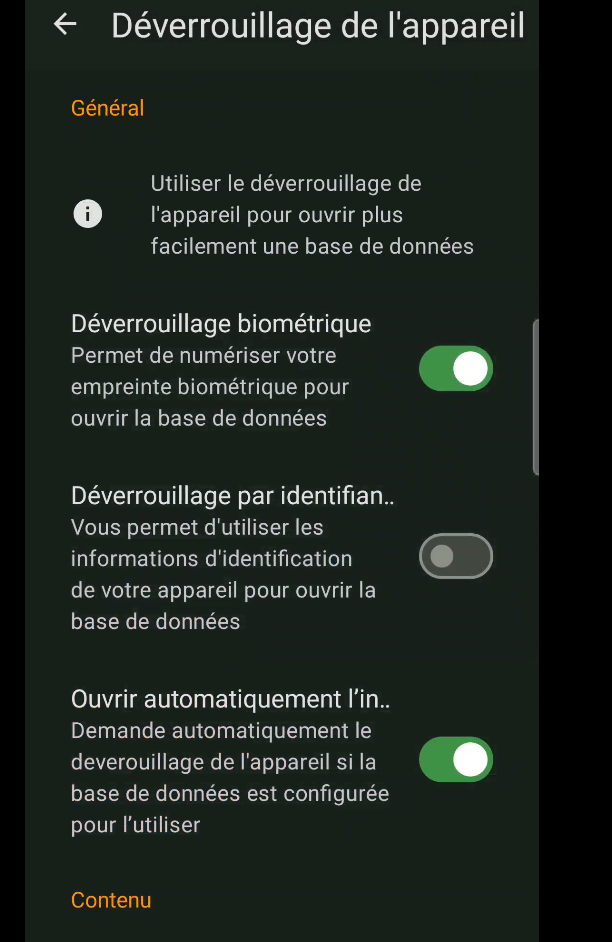 Déverrouillage de l'appareil
Général
Utiliser le déverrouillage de
l'appareil pour ouvrir plus
facilement une base de données
Déverrouillage biométrique
Permet de numériser votre
empreinte biométrique pour
ouvrir la base de données
Déverrouillage par identifian..
Vous permet d'utiliser les
informations d'identification
de votre appareil pour ouvrir la
base de données
Ouvrir automatiquement l’in..
Demande automatiquement le
deverouillage de l'appareil si la
base de données est configurée
pour l’utiliser
Contenu